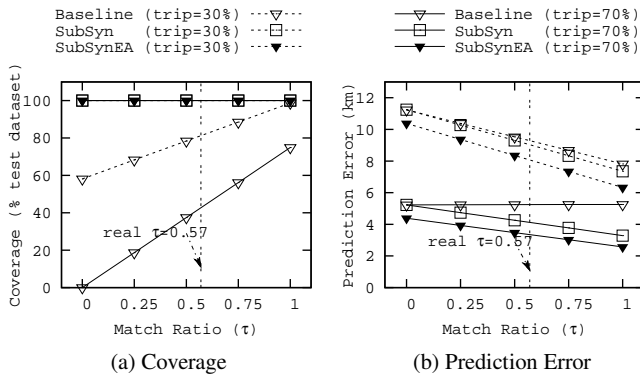 Baseline (trip=30%)
SubSyn (trip=30%)
SubSynEA (trip=30%)
Baseline (trip=70%)
SubSyn (trip=70%)
SubSynEA (trip=70%)
Coverage (% test dataset)
100
80
60
40
20
0
real τ=0.57
0 0.25 0.5 0.75 1
Match Ratio (τ)
(a) Coverage
Prediction Error (km)
12
10
8
6
4
2
0
real τ=0.57
0 0.25 0.5 0.75 1
Match Ratio (τ)
(b) Prediction Error